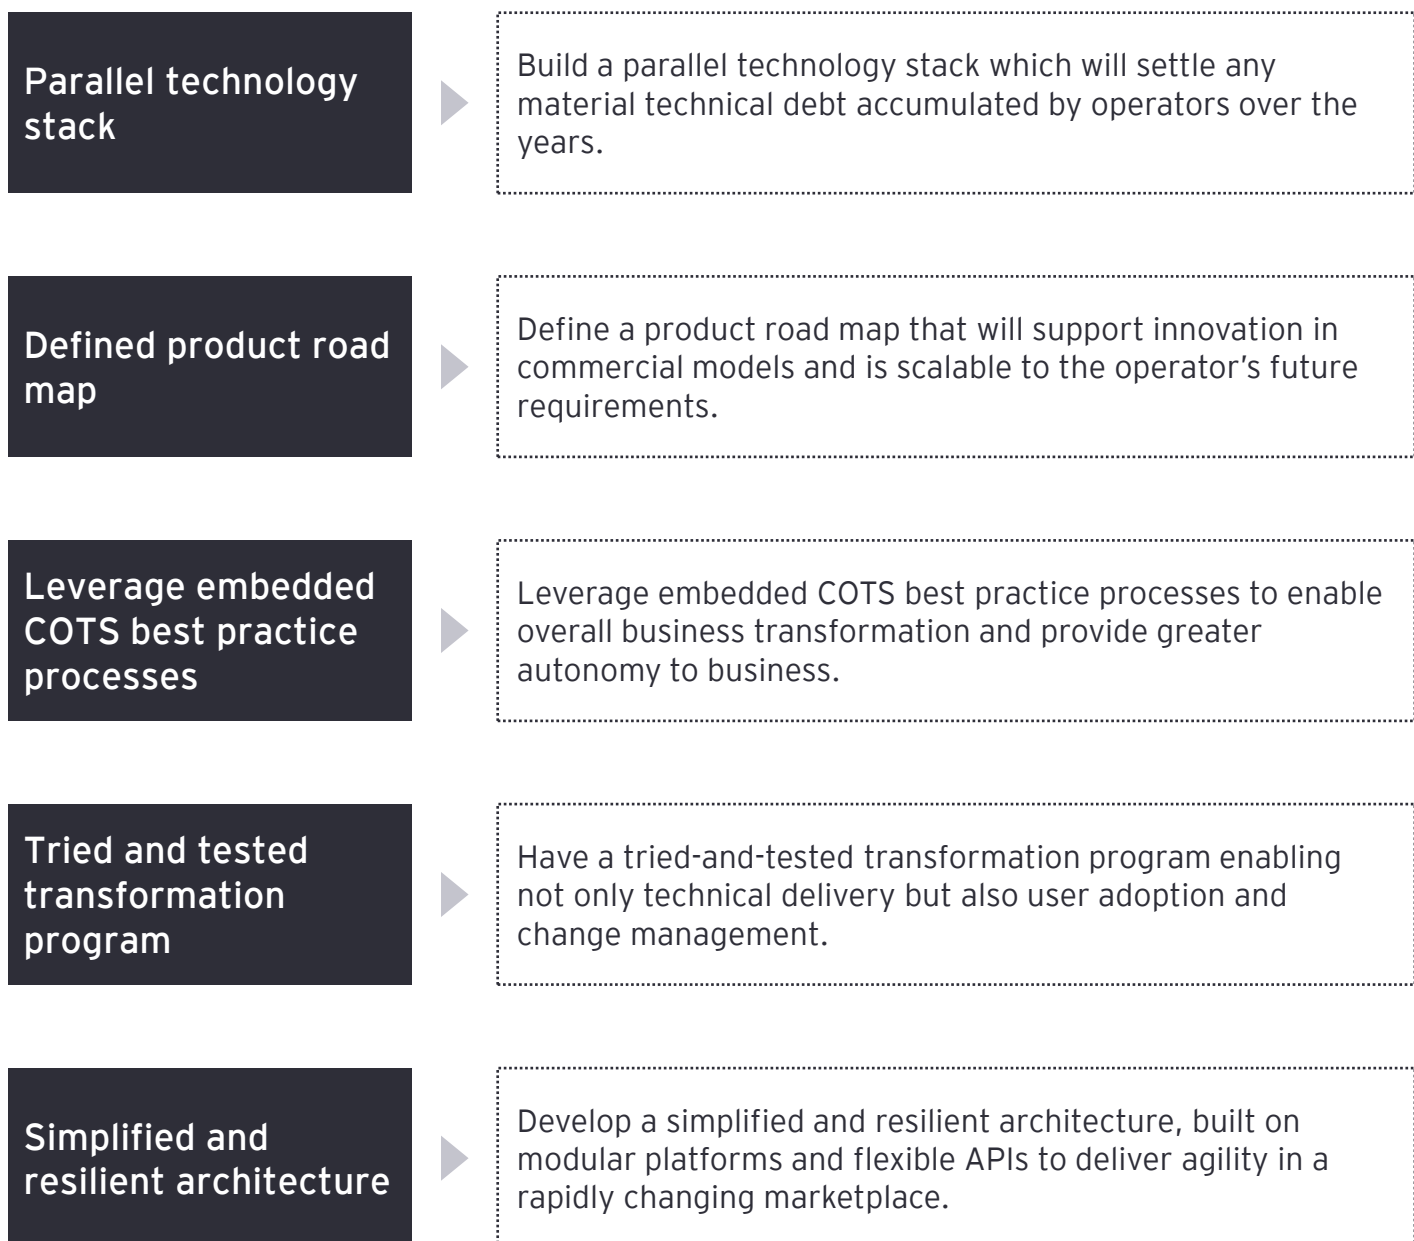 Parallel technology
stack
Build a parallel technology stack which will settle any
material technical debt accumulated by operators over the
years.
Defined product road
map
Define a product road map that will support innovation in
commercial models and is scalable to the operator’s future
requirements.
Leverage embedded
COTS best practice
processes
Leverage embedded COTS best practice processes to enable
overall business transformation and provide greater
autonomy to business.
Tried and tested
transformation
program
Have a tried-and-tested transformation program enabling
not only technical delivery but also user adoption and
change management.
Simplified and
resilient architecture
Develop a simplified and resilient architecture, built on
modular platforms and flexible APIs to deliver agility in a
rapidly changing marketplace.